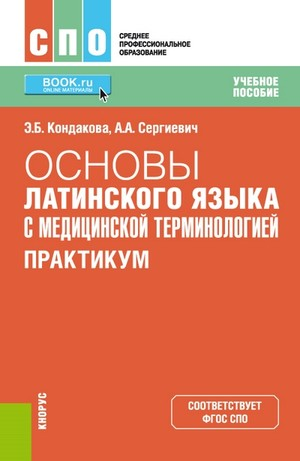 СПО
СРЕДНЕЕ
ПРОФЕССИОНАЛЬНОЕ
ОБРАЗОВАНИЕ
BOOK.ru
ONLINE МАТЕРИАЛЫ
УЧЕБНОЕ
ПОСОБИЕ
Э.Б. Кондакова, А.А. Сергиевич
ОСНОВЫ
ЛАТИНСКОГО ЯЗЫКА
С МЕДИЦИНСКОЙ ТЕРМИНОЛОГИЕЙ
ПРАКТИКУМ
СООТВЕТСТВУЕТ
ФГОС СПО
КНОРУС